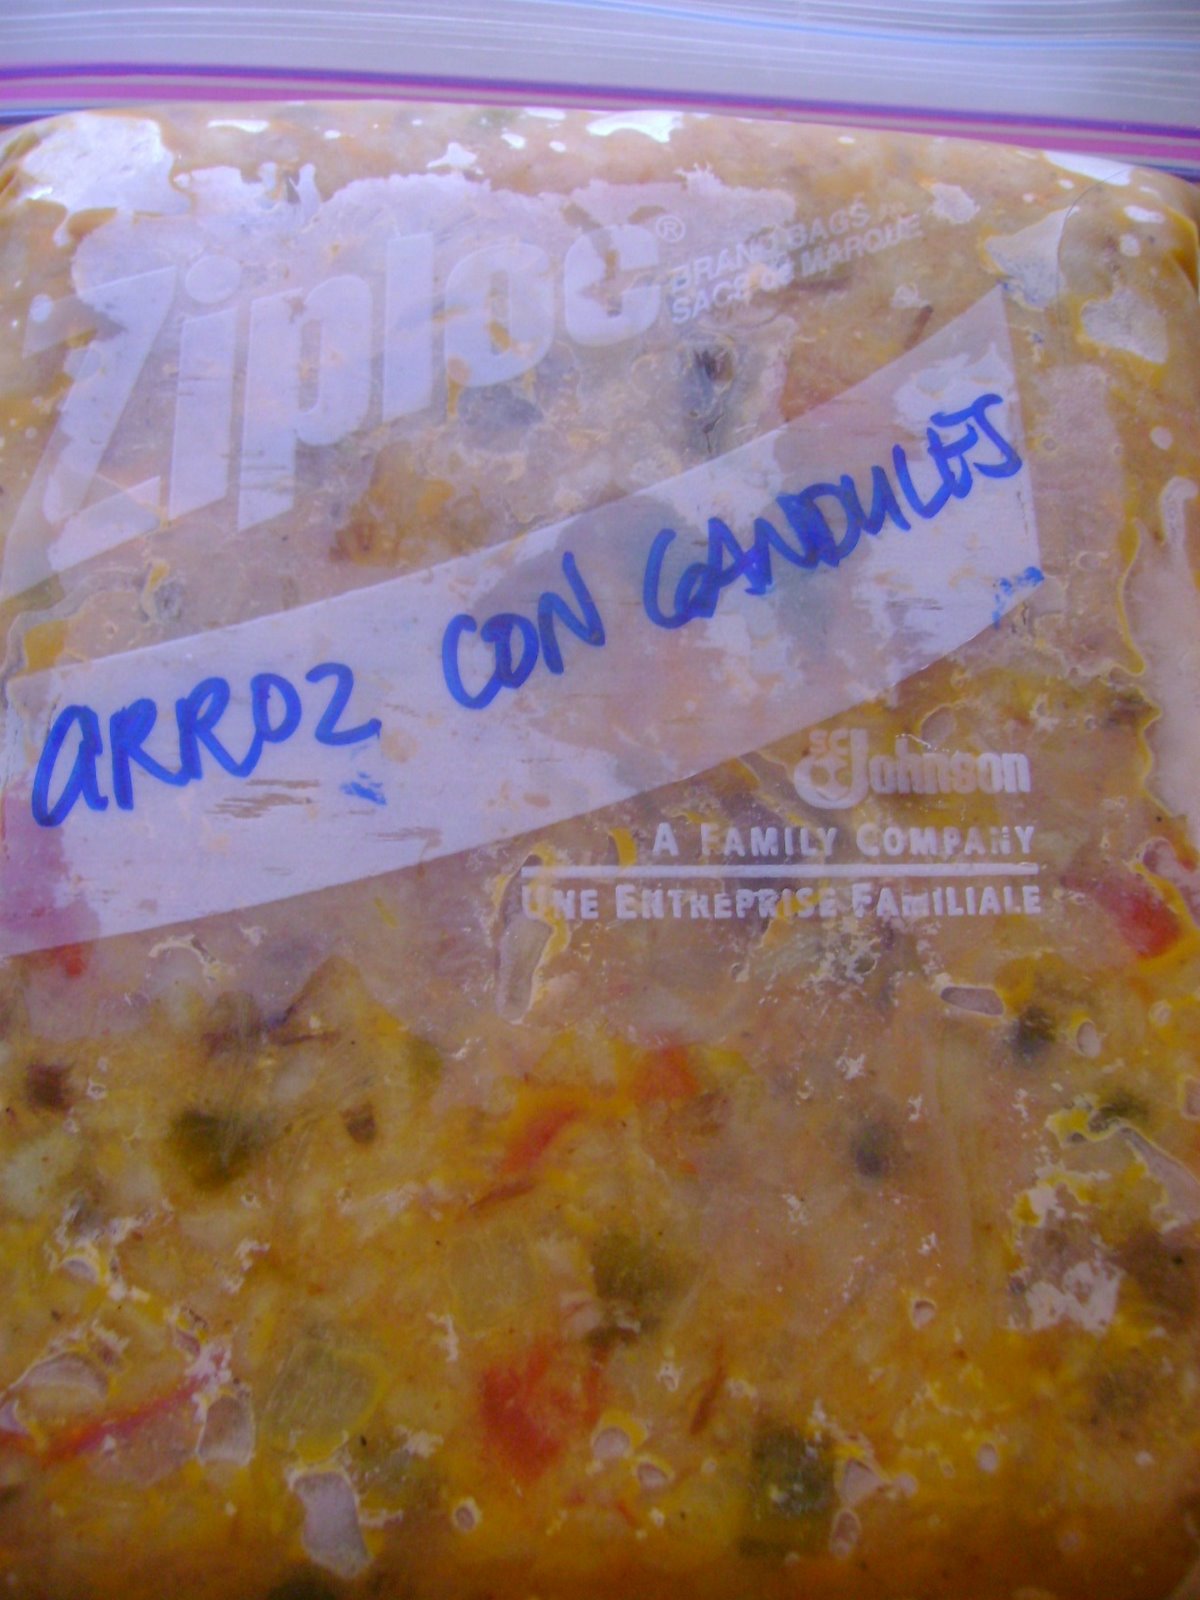 Ziploc®
BRAND BAGS
SACS de MARQUE
ARROZ CON GANDULES
SC Johnson
A FAMILY COMPANY
UNE ENTREPRISE FAMILIALE